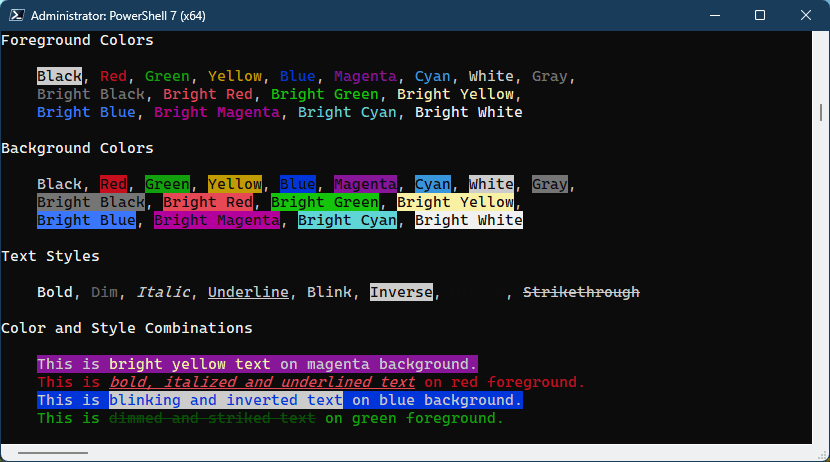 Administrator: PowerShell 7 (x64)
Foreground Colors
Black, Red, Green, Yellow, Blue, Magenta, Cyan, White, Gray,
Bright Black, Bright Red, Bright Green, Bright Yellow,
Bright Blue, Bright Magenta, Bright Cyan, Bright White
Background Colors
Black, Red, Green, Yellow, Blue, Magenta, Cyan, White, Gray,
Bright Black, Bright Red, Bright Green, Bright Yellow,
Bright Blue, Bright Magenta, Bright Cyan, Bright White
Text Styles
Bold, Dim, Italic, Underline, Blink, Inverse, , Strikethrough
Color and Style Combinations
This is bright yellow text on magenta background.
This is bold, italized and underlined text on red foreground.
This is blinking and inverted text on blue background.
This is dimmed and striked text on green foreground.